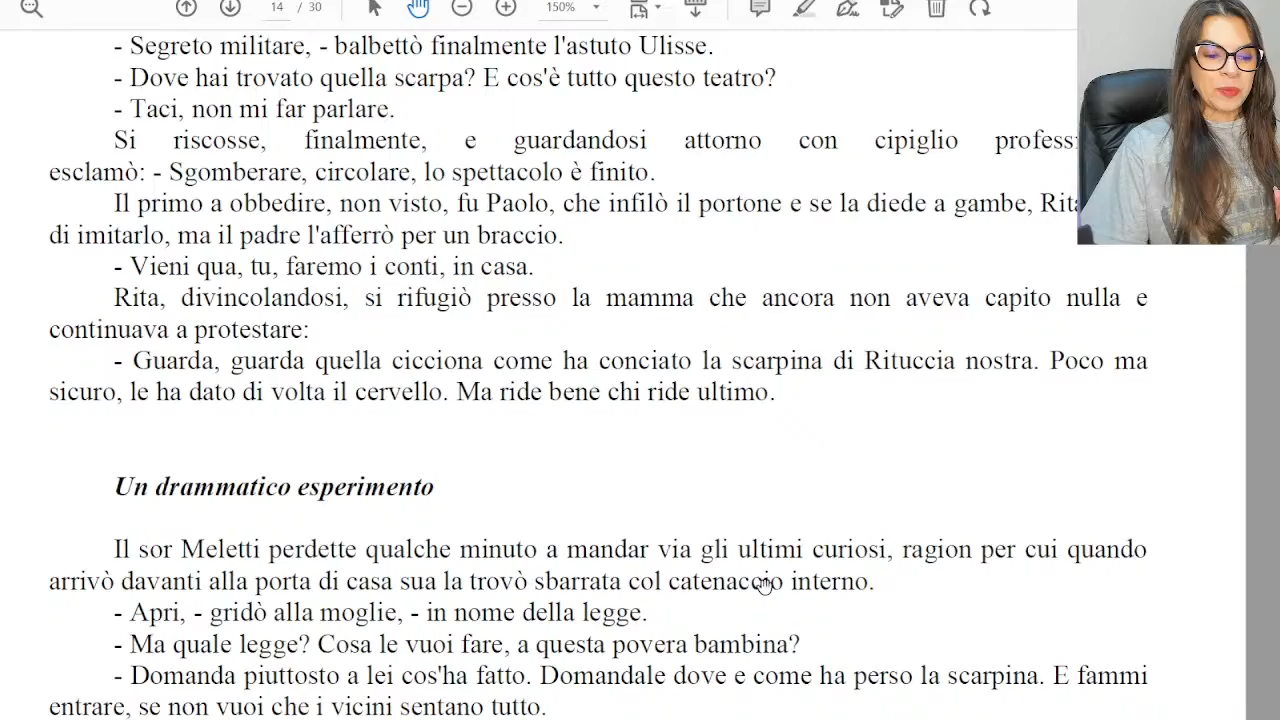 14 / 30 150%
- Segreto militare, - balbettò finalmente l'astuto Ulisse.
- Dove hai trovato quella scarpa? E cos'è tutto questo teatro?
- Taci, non mi far parlare.
Si riscosse, finalmente, e guardandosi attorno con cipiglio
esclamò: - Sgomberare, circolare, lo spettacolo è finito.
Il primo a obbedire, non visto, fu Paolo, che infilò il portone e se la diede a gambe, Rita
di imitarlo, ma il padre l'afferrò per un braccio.
- Vieni qua, tu, faremo i conti, in casa.
Rita, divincolandosi, si rifugiò presso la mamma che ancora non aveva capito nulla e
continuava a protestare:
- Guarda, guarda quella cicciona come ha conciato la scarpina di Rituccia nostra. Poco ma
sicuro, le ha dato di volta il cervello. Ma ride bene chi ride ultimo.
Un drammatico esperimento
Il sor Meletti perdette qualche minuto a mandar via gli ultimi curiosi, ragion per cui quando
arrivò davanti alla porta di casa sua la trovò sbarrata col catenaccio interno.
- Apri, - gridò alla moglie, - in nome della legge.
- Ma quale legge? Cosa le vuoi fare, a questa povera bambina?
- Domanda piuttosto a lei cos'ha fatto. Domandale dove e come ha perso la scarpina. E fammi
entrare, se non vuoi che i vicini sentano tutto.